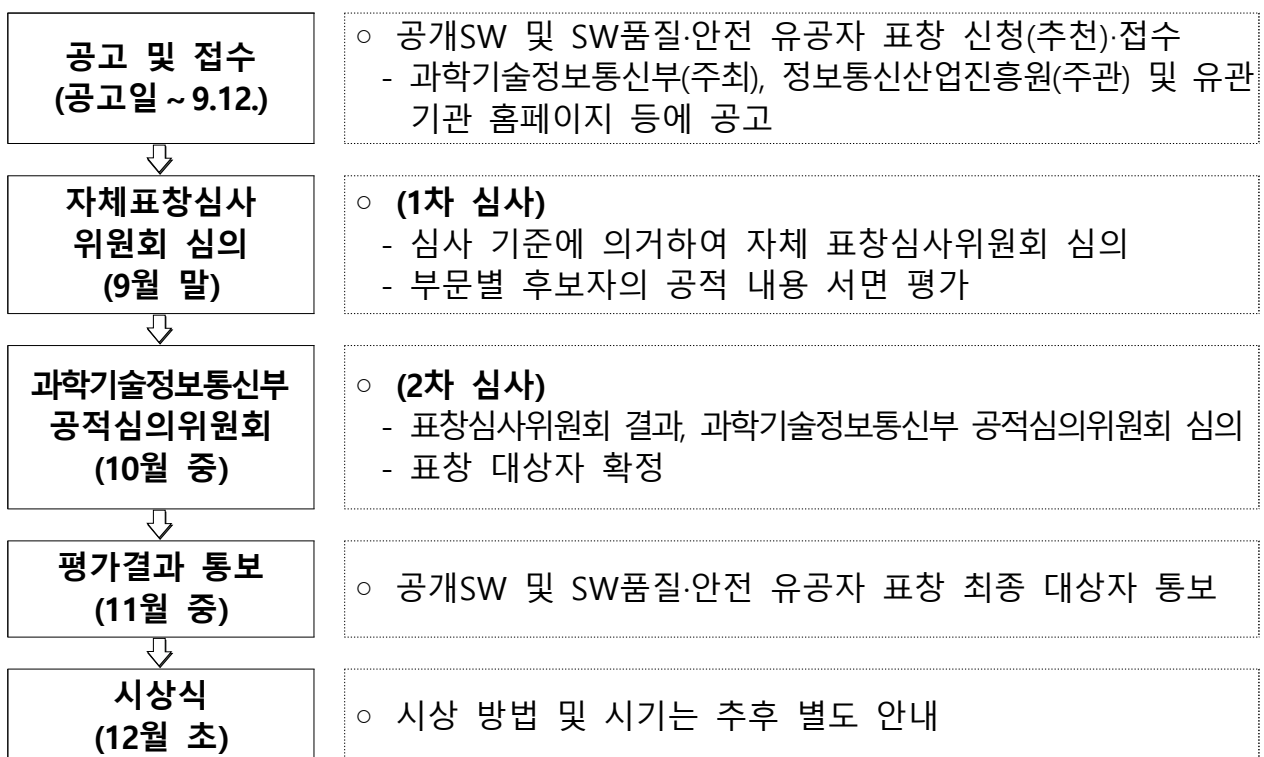 공고 및 접수
(공고일 ~ 9.12.)
○ 공개SW 및 SW품질·안전 유공자 표창 신청(추천)·접수
- 과학기술정보통신부(주최), 정보통신산업진흥원(주관) 및 유관
기관 홈페이지 등에 공고
자체표창심사
위원회 심의
(9월 말)
○ (1차 심사)
- 심사 기준에 의거하여 자체 표창심사위원회 심의
- 부문별 후보자의 공적 내용 서면 평가
과학기술정보통신부
공적심의위원회
(10월 중)
○ (2차 심사)
- 표창심사위원회 결과, 과학기술정보통신부 공적심의위원회 심의
- 표창 대상자 확정
평가결과 통보
(11월 중)
○ 공개SW 및 SW품질·안전 유공자 표창 최종 대상자 통보
시상식
(12월 초)
○ 시상 방법 및 시기는 추후 별도 안내